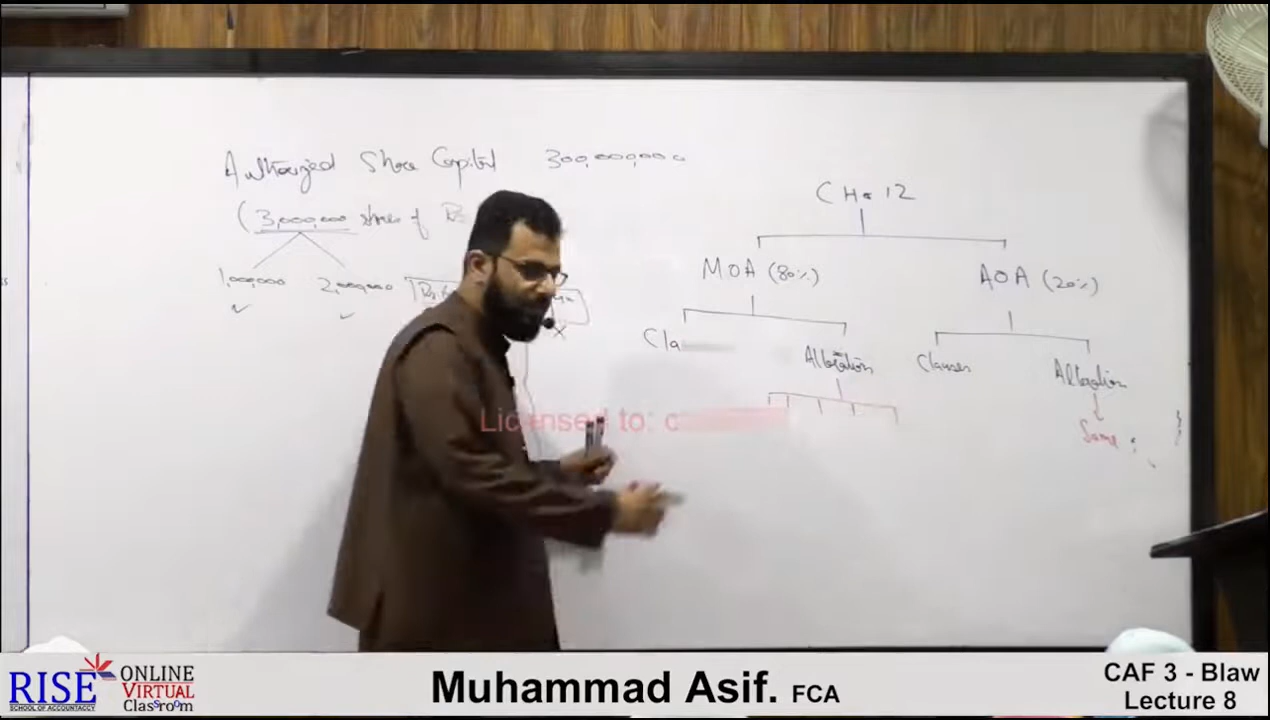 Authorized Share Capital 300,000,000
(3,000,000 shares of Rs
1,000,000 2,000,000
CH # 12
MOA (80%) AOA (20%)
Cla
Alteration Clauses Alteration
Same
Licensed to: c
RISE ONLINE VIRTUAL Classroom
SCHOOL OF ACCOUNTANCY
Muhammad Asif. FCA
CAF 3 - Blaw
Lecture 8